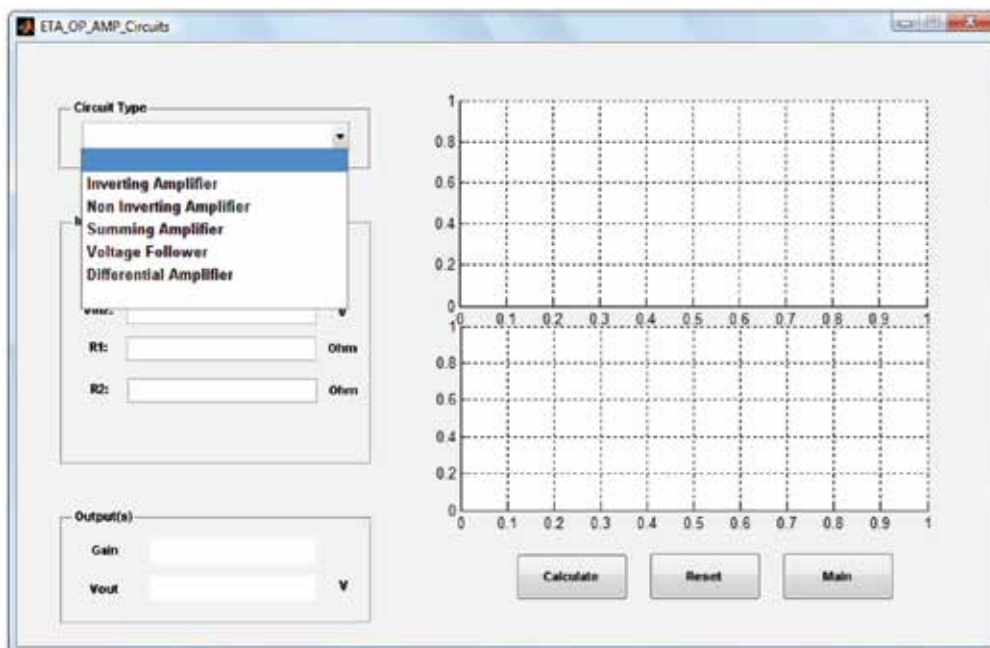 ETA_OP_AMP_Circuits
Circuit Type
Inverting Amplifier
Non Inverting Amplifier
Summing Amplifier
Voltage Follower
Differential Amplifier
V
R1:
Ohm
R2:
Ohm
Output(s)
Gain
Vout
V
1
0.8
0.6
0.4
0.2
0
0 0.1 0.2 0.3 0.4 0.5 0.6 0.7 0.8 0.9 1
1
0.8
0.6
0.4
0.2
0
0 0.1 0.2 0.3 0.4 0.5 0.6 0.7 0.8 0.9 1
Calculate
Reset
Main